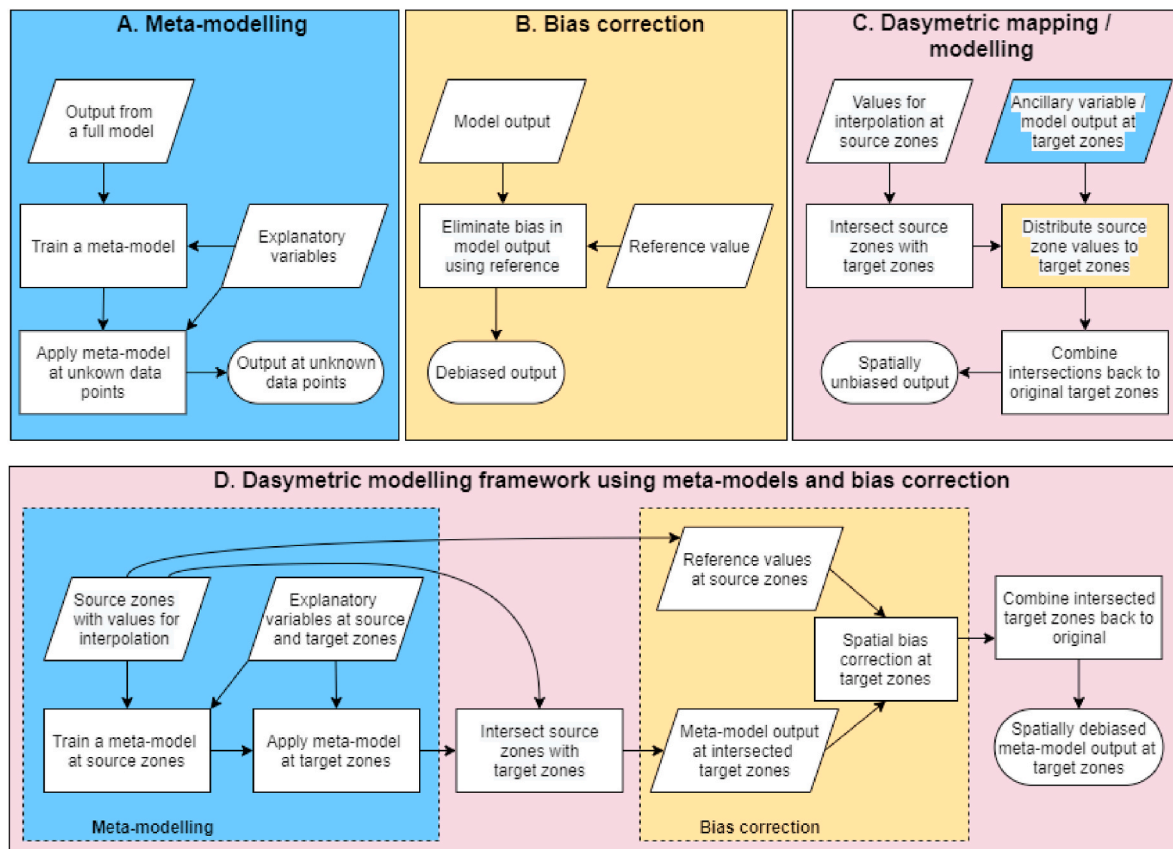 A. Meta-modelling
Output from
a full model
Train a meta-model
Explanatory
variables
Apply meta-model
at unkown data
points
Output at unknown
data points
B. Bias correction
Model output
Eliminate bias in
model output
using reference
Reference value
Debiased output
C. Dasymetric mapping /
modelling
Values for
interpolation at
source zones
Ancillary variable /
model output at
target zones
Intersect source
zones with
target zones
Distribute source
zone values to
target zones
Spatially
unbiased output
Combine
intersections back to
original target zones
D. Dasymetric modelling framework using meta-models and bias correction
Source zones
with values for
interpolation
Explanatory
variables at source
and target zones
Train a meta-model
at source zones
Apply meta-model
at target zones
Meta-modelling
Intersect source
zones with
target zones
Reference values
at source zones
Meta-model output
at intersected
target zones
Spatial bias
correction at
target zones
Bias correction
Combine intersected
target zones back to
original
Spatially debiased
meta-model output at
target zones